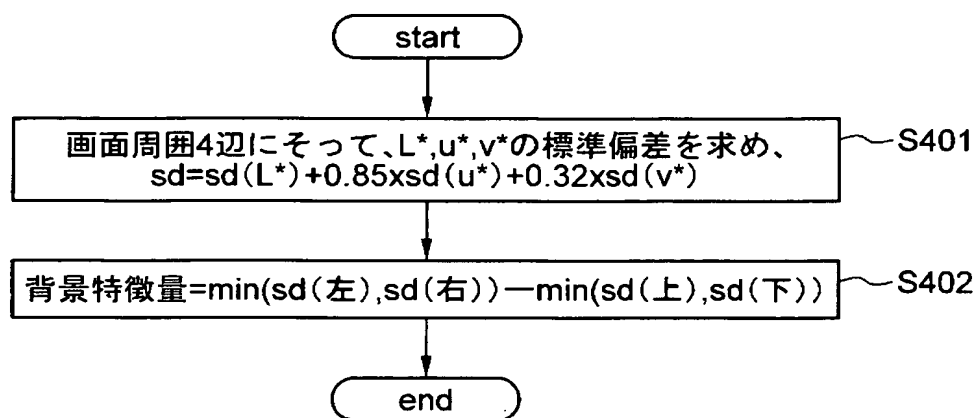 start
画面周囲4辺にそって、L*,u*,v*の標準偏差を求め、
sd=sd(L*)+0.85xsd(u*)+0.32xsd(v*)
S401
背景特徴量=min(sd(左),sd(右))―min(sd(上),sd(下))
S402
end